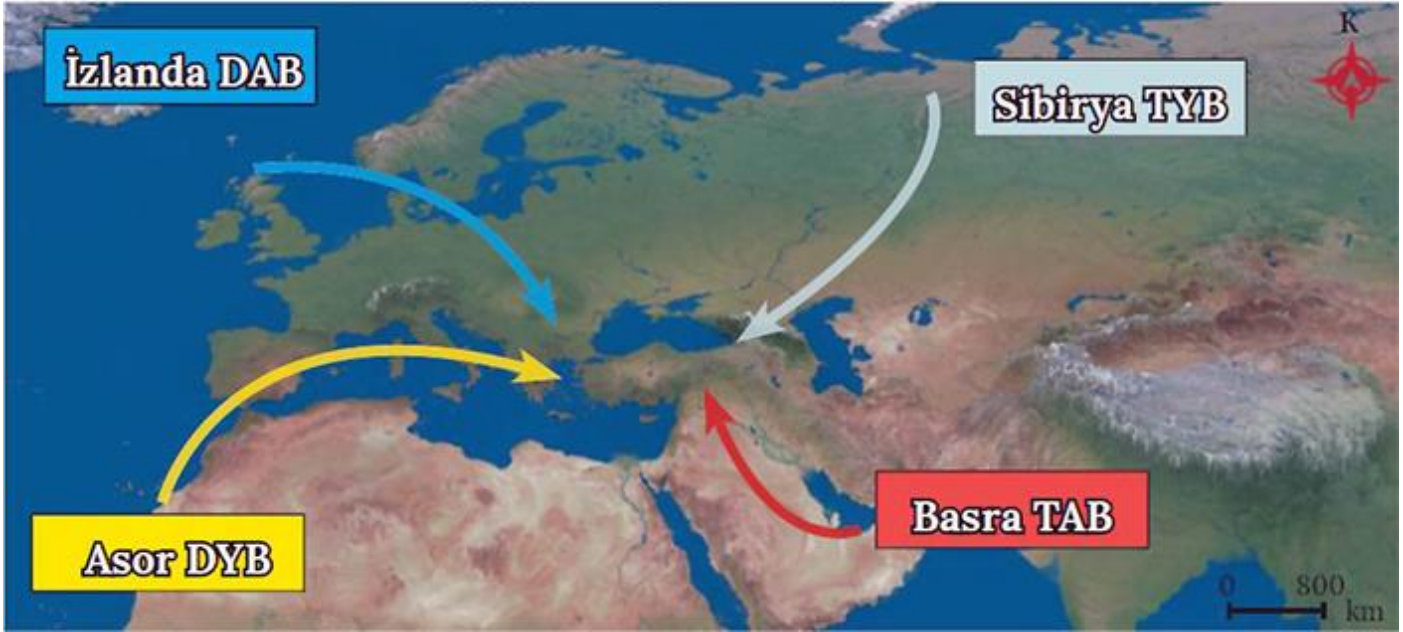 İzlanda DAB
K
Sibirya TYB
Asor DYB
Basra TAB
0 800
km